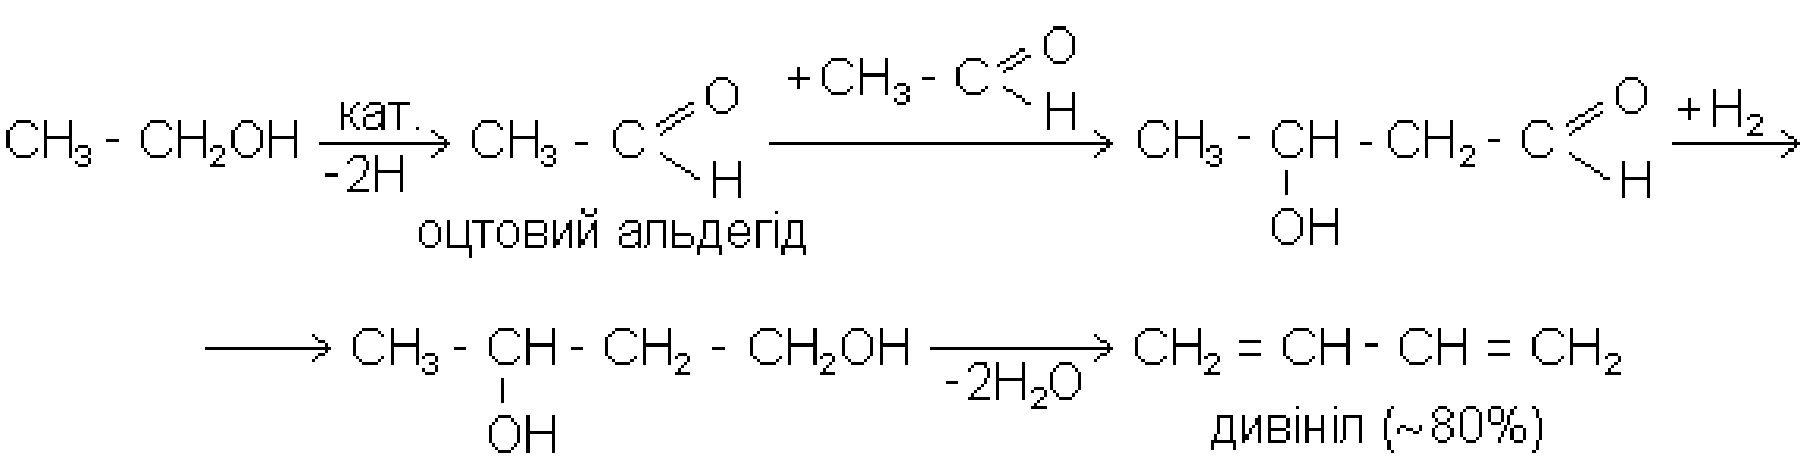 +CH₃ - C =O
H
CH₃ - CH₂OH кат. -2H CH₃ - C =O H CH₃ - CH - CH₂ - C =O H +H₂
OH
оцтовий альдегід
CH₃ - CH - CH₂ - CH₂OH -2H₂O CH₂ = CH - CH = CH₂
OH
дивініл (~80%)